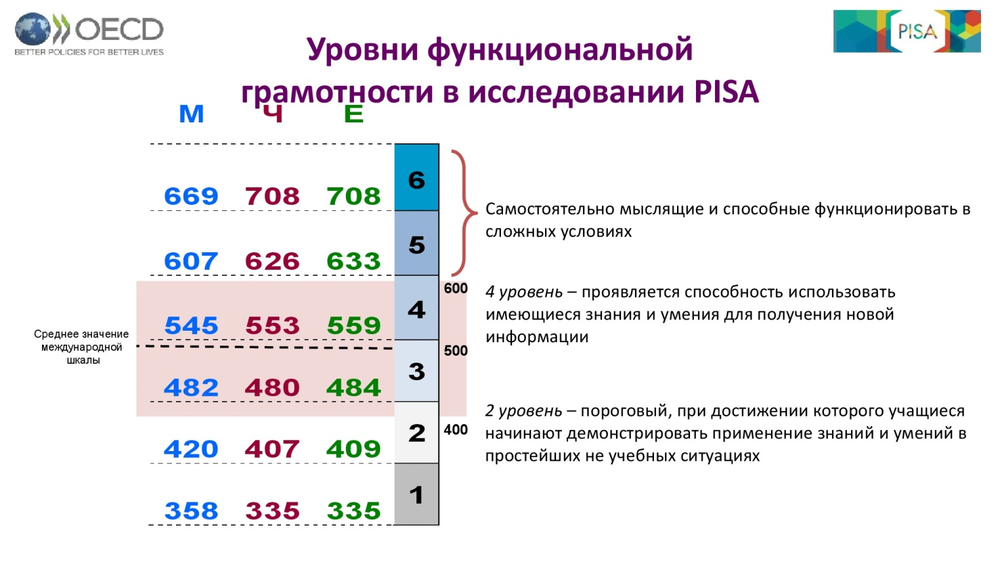 OECD
BETTER POLICIES FOR BETTER LIVES
PISA
Уровни функциональной
грамотности в исследовании PISA
М Ч Е
669 708 708 6
Самостоятельно мыслящие и способные функционировать в
сложных условиях
607 626 633 5
600
4 уровень – проявляется способность использовать
имеющиеся знания и умения для получения новой
информации
545 553 559 4
Среднее значение
международной
шкалы
500
482 480 484 3
2 уровень – пороговый, при достижении которого учащиеся
начинают демонстрировать применение знаний и умений в
простейших не учебных ситуациях
400
420 407 409 2
358 335 335 1